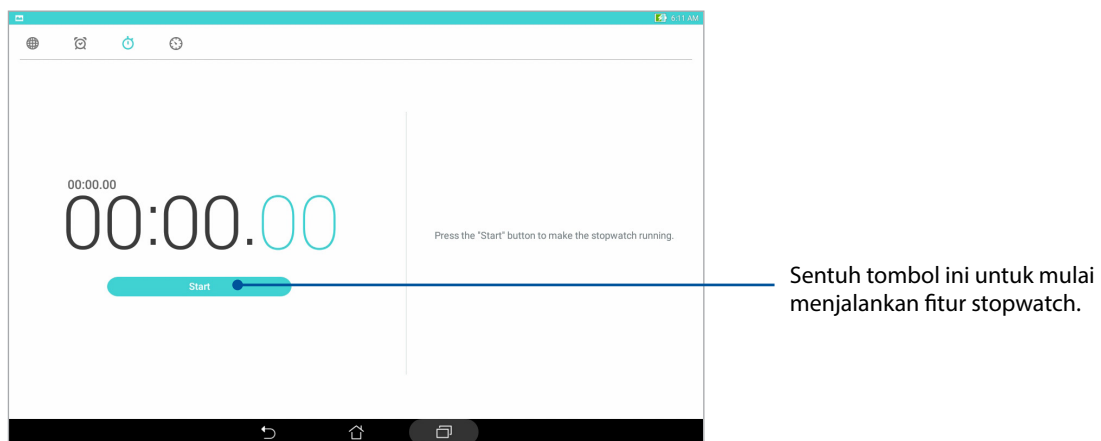 6:11 AM
00:00.00
00:00.00
Start
Press the "Start" button to make the stopwatch running.
Sentuh tombol ini untuk mulai
menjalankan fitur stopwatch.